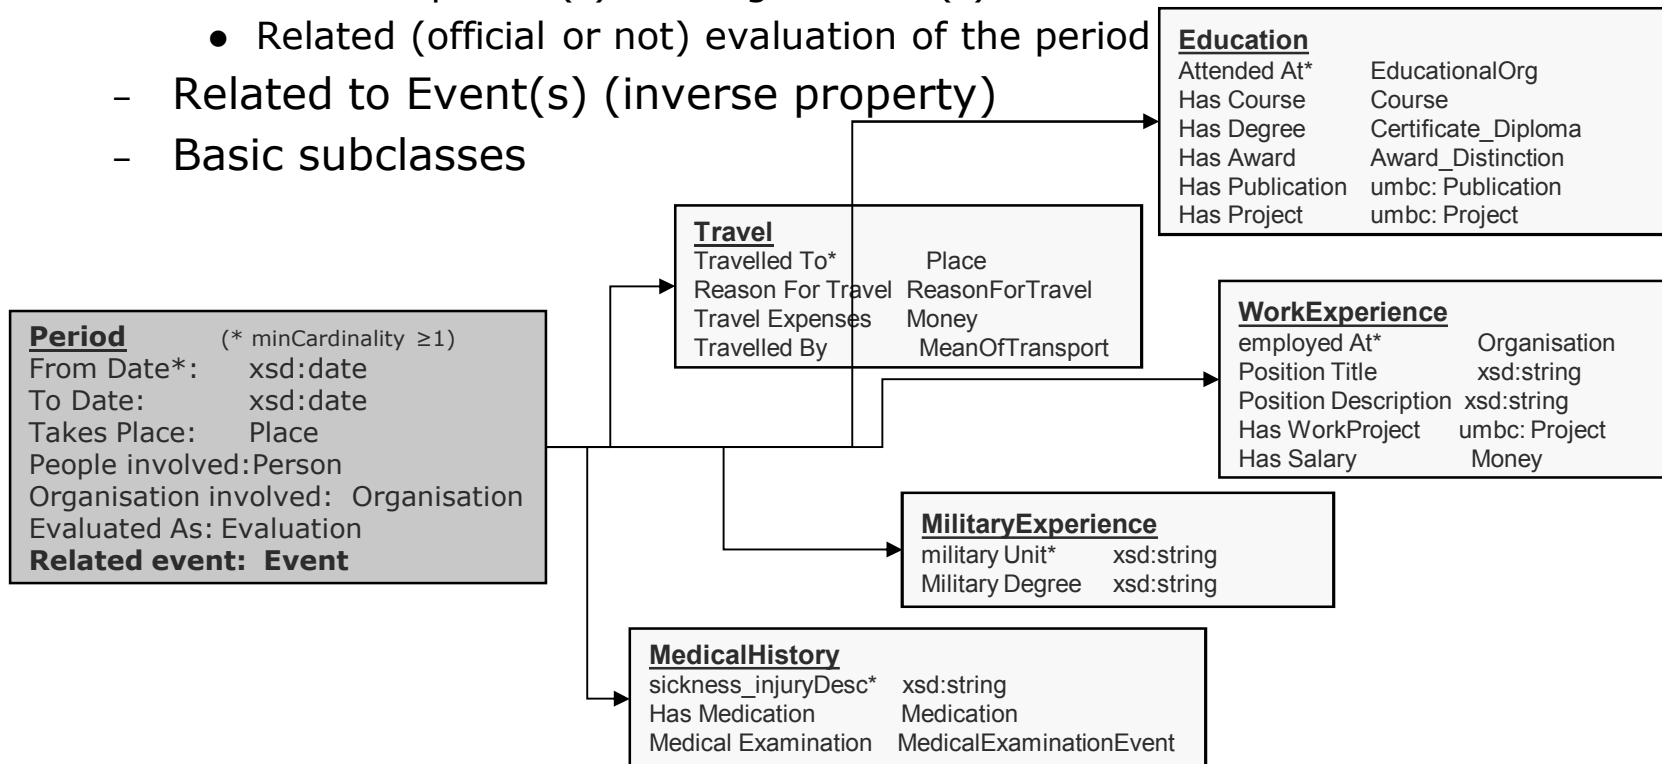 ● Related (official or not) evaluation of the period
– Related to Event(s) (inverse property)
– Basic subclasses
Education
Attended At* EducationalOrg
Has Course Course
Has Degree Certificate_Diploma
Has Award Award_Distinction
Has Publication umbc: Publication
Has Project umbc: Project
Travel
Travelled To* Place
Reason For Travel ReasonForTravel
Travel Expenses Money
Travelled By MeanOfTransport
WorkExperience
employed At* Organisation
Position Title xsd:string
Position Description xsd:string
Has WorkProject umbc: Project
Has Salary Money
Period (* minCardinality ≥1)
From Date*: xsd:date
To Date: xsd:date
Takes Place: Place
People involved:Person
Organisation involved: Organisation
Evaluated As: Evaluation
Related event: Event
MilitaryExperience
military Unit* xsd:string
Military Degree xsd:string
MedicalHistory
sickness_injuryDesc* xsd:string
Has Medication Medication
Medical Examination MedicalExaminationEvent